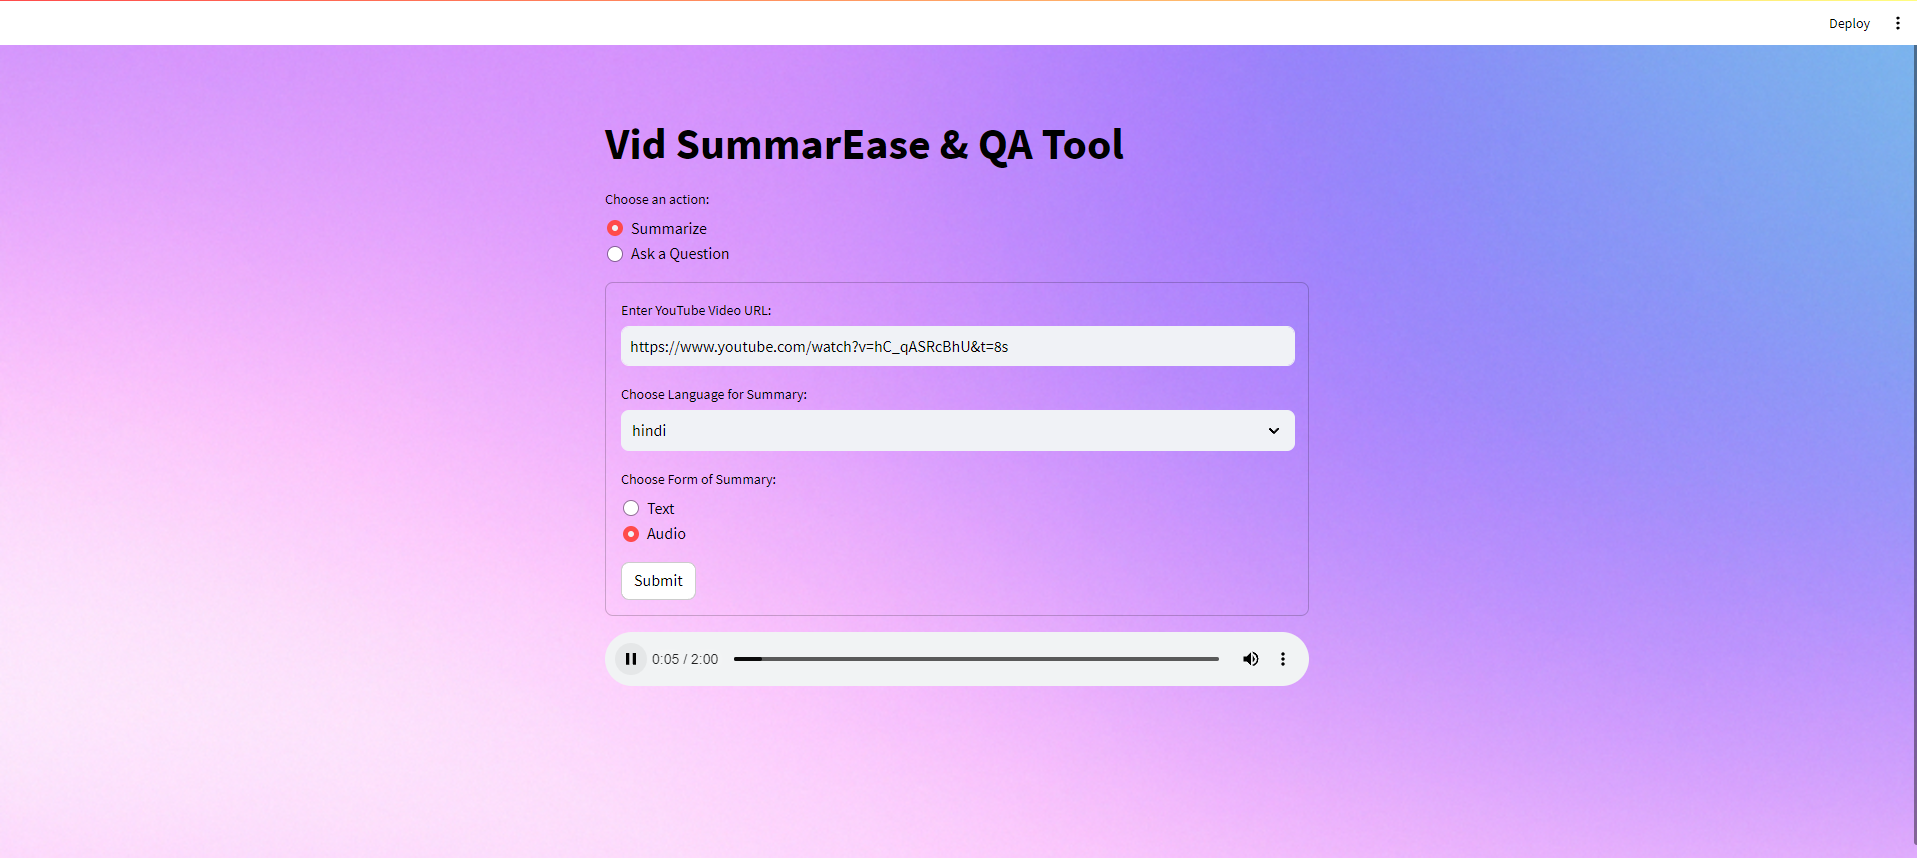 Deploy
Vid SummarEase & QA Tool
Choose an action:
Summarize
Ask a Question
Enter YouTube Video URL:
https://www.youtube.com/watch?v=hC_qASRcBhU&t=8s
Choose Language for Summary:
hindi
Choose Form of Summary:
Text
Audio
Submit
0:05 / 2:00